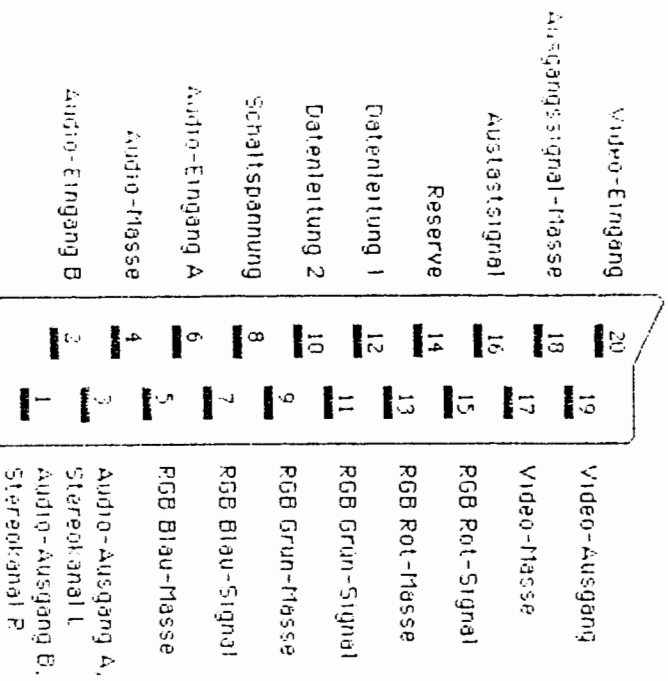 Video-Eingang
Ausgangssignal-Masse
Austastsignal
Reserve
Datenleitung 1
Datenleitung 2
Schaltspannung
Audio-Eingang A
Audio-Masse
Audio-Eingang B
20
18
16
14
12
10
8
6
4
2
19
17
15
13
11
9
7
5
3
1
Video-Ausgang
Video-Masse
RGB Rot-Signal
RGB Rot-Masse
RGB Grün-Signal
RGB Grun-Masse
RGB Blau-Signal
RGB Blau-Masse
Audio-Ausgang A,
Stereokanal L
Audio-Ausgang B,
Stereokanal R